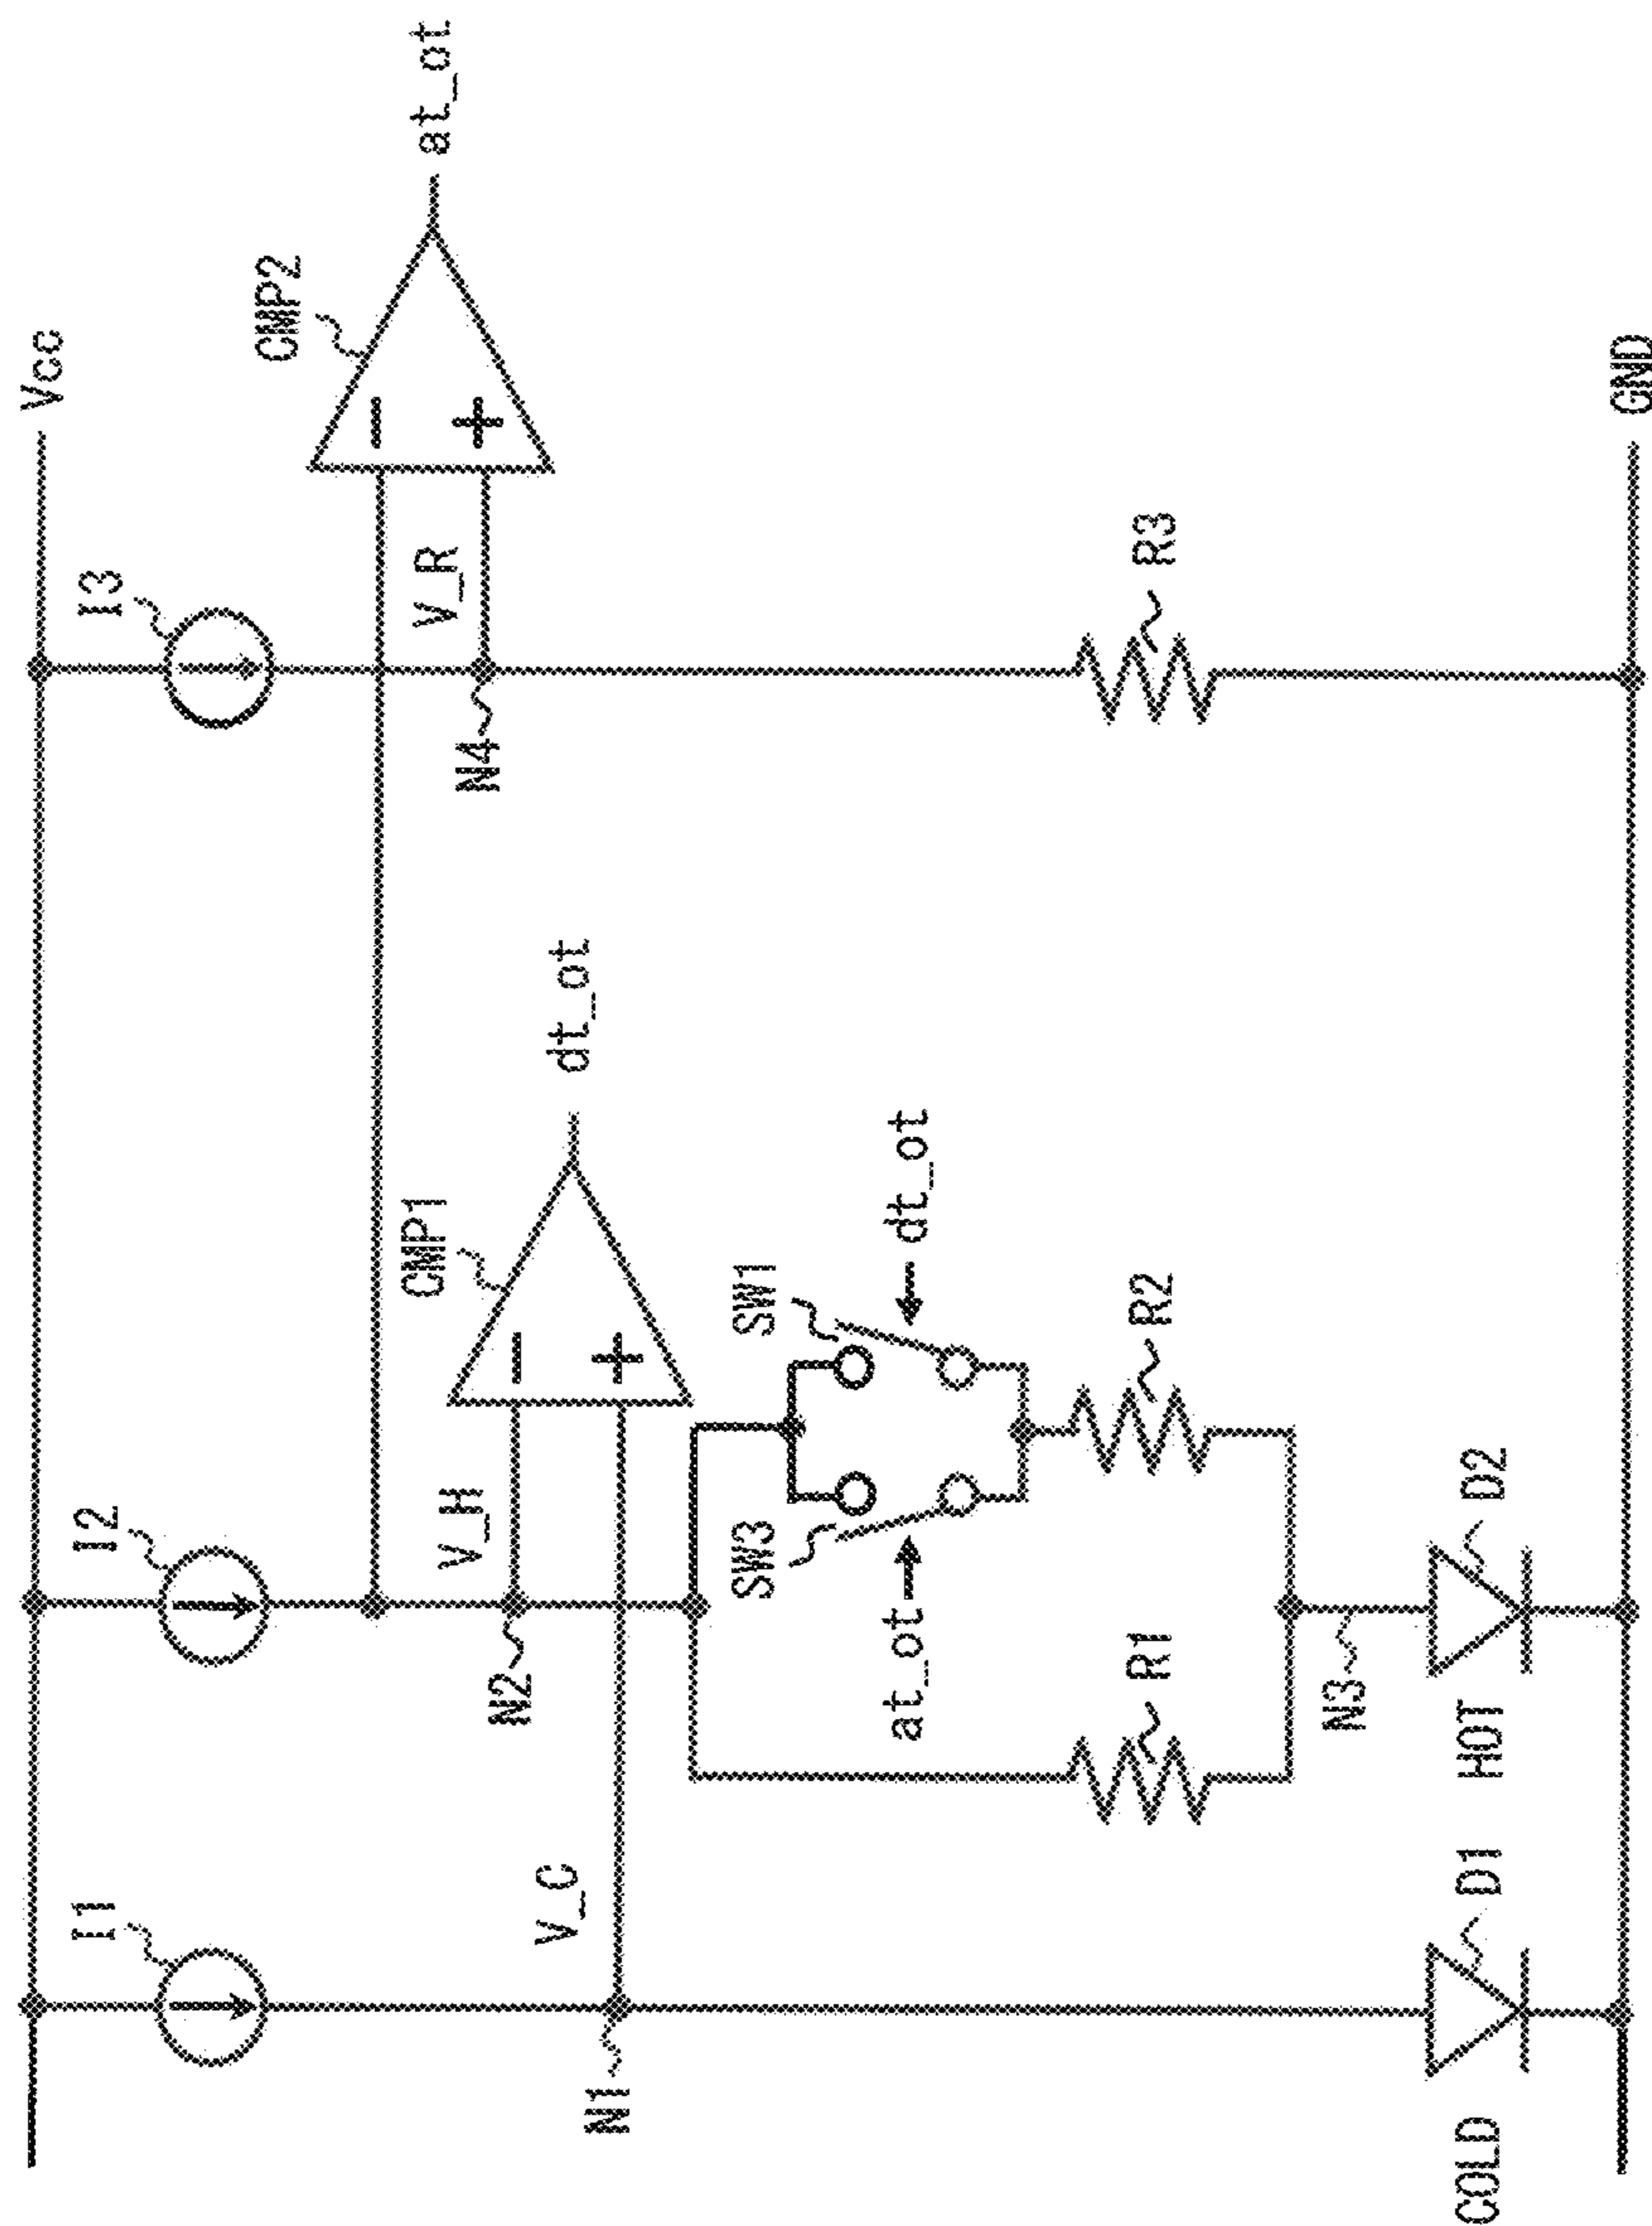 Vcc
I1
I2
I3
CMP2
at_ot
V_R
N4
CMP1
dt_ot
V_H
N2
V_C
N1
SW3
SW1
at_ot
dt_ot
R1
R2
R3
N3
COLD
D1
HOT
D2
GND